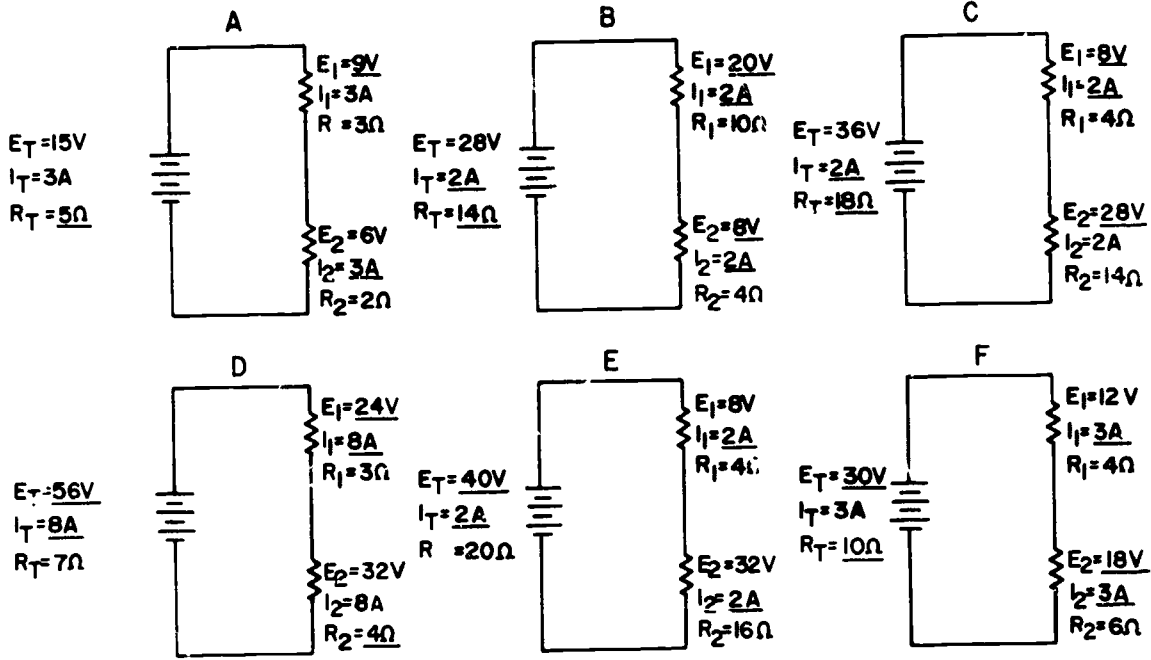 A
E1=9V
I1=3A
R =3Ω
ET=15V
IT=3A
RT=5Ω
E2=6V
I2=3A
R2=2Ω
B
E1=20V
I1=2A
R1=10Ω
ET=28V
IT=2A
RT=14Ω
E2=8V
I2=2A
R2=4Ω
C
E1=8V
I1=2A
R1=4Ω
ET=36V
IT=2A
RT=18Ω
E2=28V
I2=2A
R2=14Ω
D
E1=24V
I1=8A
R1=3Ω
ET=56V
IT=8A
RT=7Ω
E2=32V
I2=8A
R2=4Ω
E
E1=8V
I1=2A
R1=4Ω
ET=40V
IT=2A
R =20Ω
E2=32V
I2=2A
R2=16Ω
F
E1=12V
I1=3A
R1=4Ω
ET=30V
IT=3A
RT=10Ω
E2=18V
I2=3A
R2=6Ω